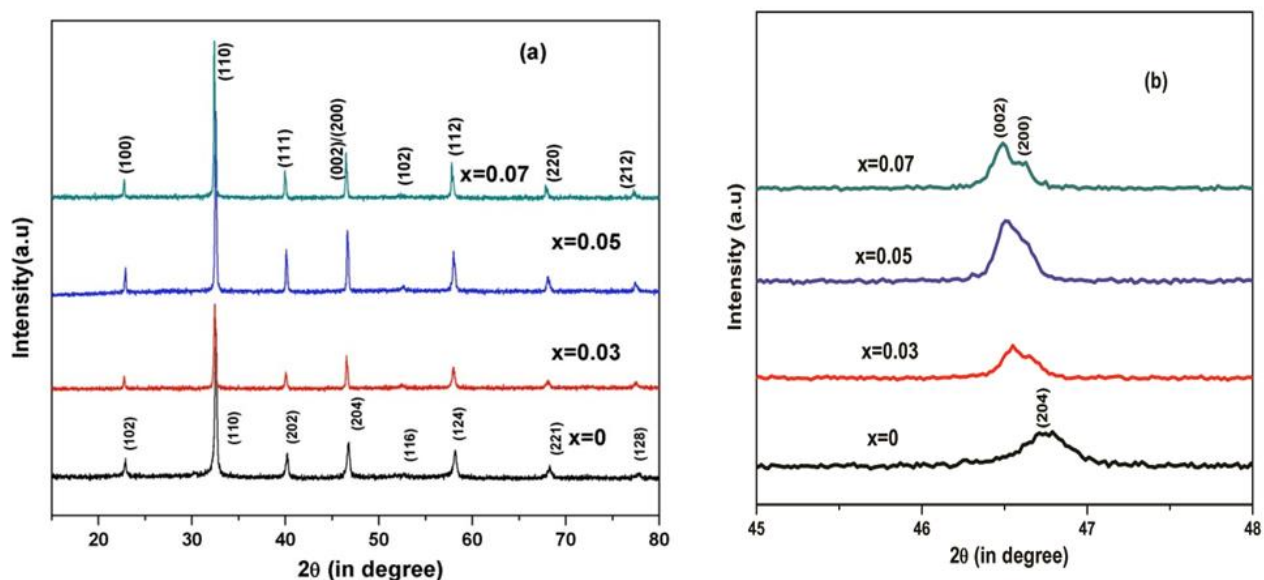 (a)
(110)
(100)
(111)
(002)/(200)
(102)
(112)
(220)
(212)
x=0.07
x=0.05
x=0.03
(102)
(110)
(202)
(204)
(116)
(124)
(221)
(128)
x=0
Intensity(a.u)
20
30
40
50
60
70
80
2θ (in degree)
(b)
(002)
(200)
x=0.07
x=0.05
x=0.03
(204)
x=0
Intensity (a.u)
45
46
47
48
2θ (in degree)